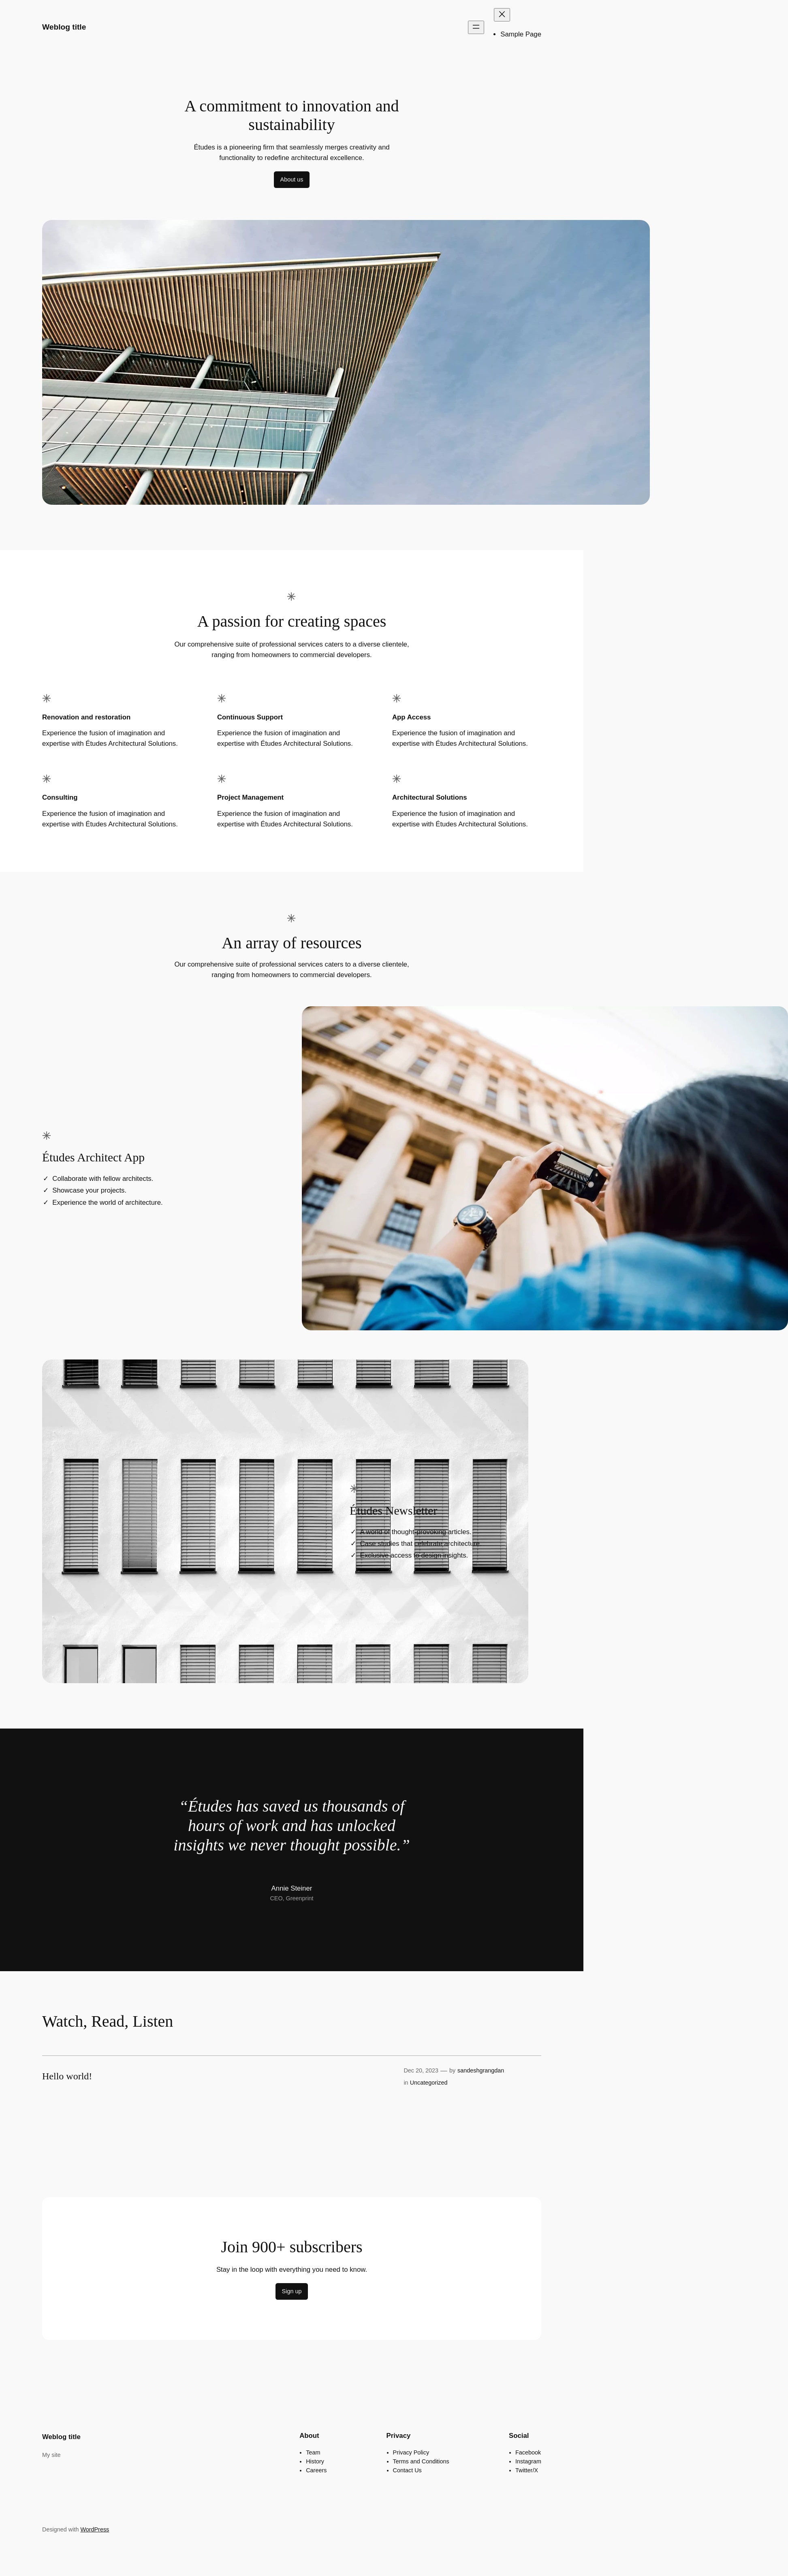 Weblog title
Sample Page
A commitment to innovation and
sustainability
Études is a pioneering firm that seamlessly merges creativity and
functionality to redefine architectural excellence.
About us
A passion for creating spaces
Our comprehensive suite of professional services caters to a diverse clientele,
ranging from homeowners to commercial developers.
Renovation and restoration
Experience the fusion of imagination and
expertise with Études Architectural Solutions.
Continuous Support
Experience the fusion of imagination and
expertise with Études Architectural Solutions.
App Access
Experience the fusion of imagination and
expertise with Études Architectural Solutions.
Consulting
Experience the fusion of imagination and
expertise with Études Architectural Solutions.
Project Management
Experience the fusion of imagination and
expertise with Études Architectural Solutions.
Architectural Solutions
Experience the fusion of imagination and
expertise with Études Architectural Solutions.
An array of resources
Our comprehensive suite of professional services caters to a diverse clientele,
ranging from homeowners to commercial developers.
Études Architect App
✓ Collaborate with fellow architects.
✓ Showcase your projects.
✓ Experience the world of architecture.
Études Newsletter
✓ A world of thought-provoking articles.
✓ Case studies that celebrate architecture.
✓ Exclusive access to design insights.
“Études has saved us thousands of
hours of work and has unlocked
insights we never thought possible.”
Annie Steiner
CEO, Greenprint
Watch, Read, Listen
Hello world!
Dec 20, 2023 — by sandeshgrangdan
in Uncategorized
Join 900+ subscribers
Stay in the loop with everything you need to know.
Sign up
Weblog title
My site
About
Team
History
Careers
Privacy
Privacy Policy
Terms and Conditions
Contact Us
Social
Facebook
Instagram
Twitter/X
Designed with WordPress